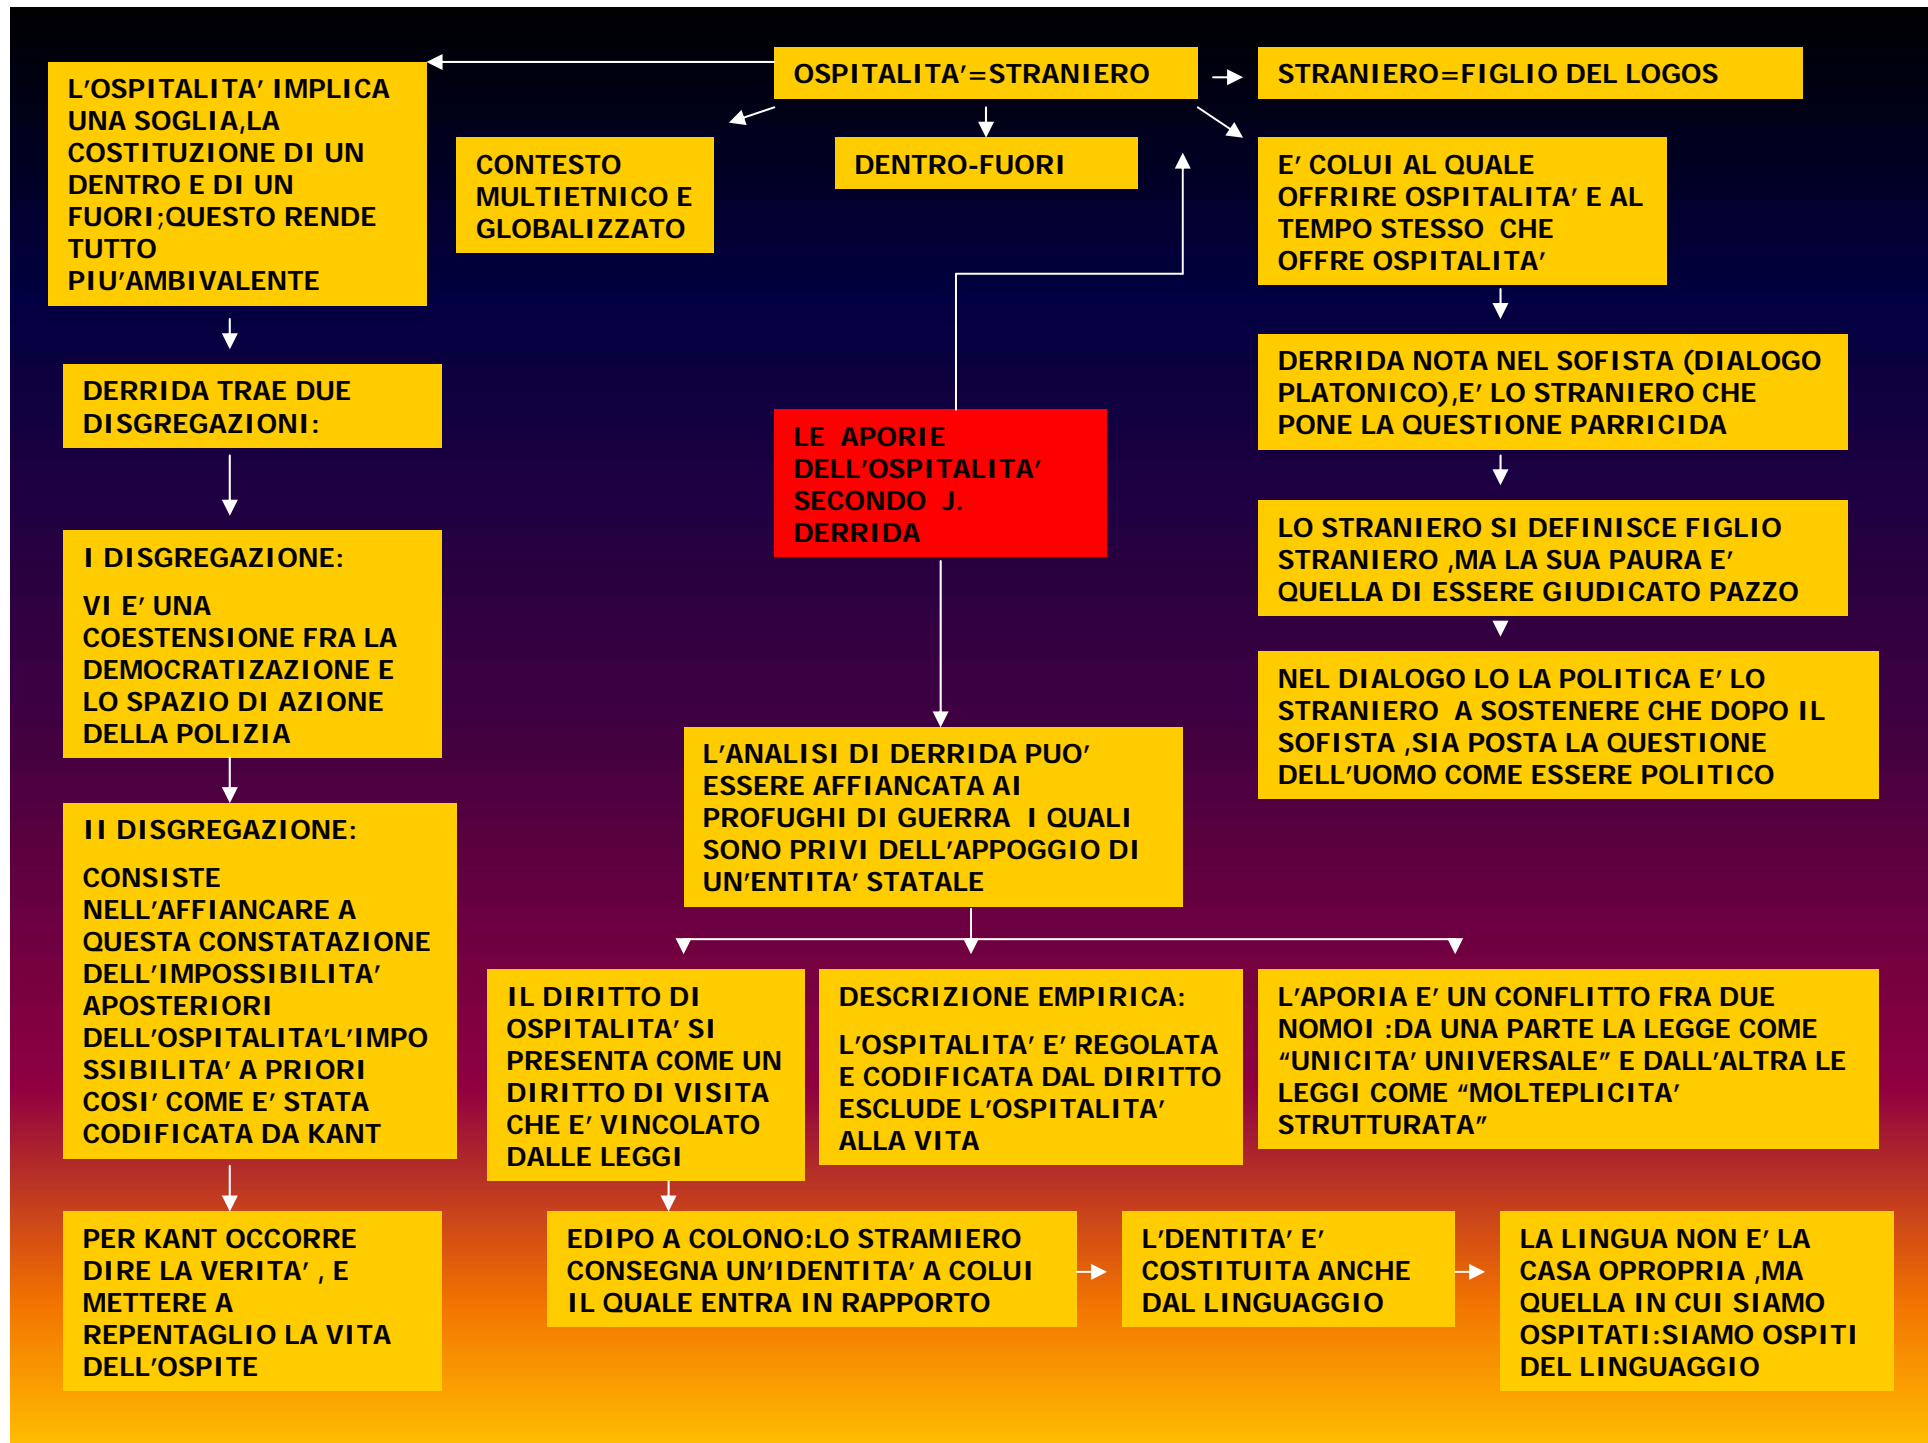 OSPITALITA'=STRANIERO
STRANIERO=FIGLIO DEL LOGOS
L'OSPITALITA' IMPLICA
UNA SOGLIA,LA
COSTITUZIONE DI UN
DENTRO E DI UN
FUORI;QUESTO RENDE
TUTTO
PIU'AMBIVALENTE
CONTESTO
MULTIETNICO E
GLOBALIZZATO
DENTRO-FUORI
E' COLUI AL QUALE
OFFRIRE OSPITALITA' E AL
TEMPO STESSO CHE
OFFRE OSPITALITA'
DERRIDA TRAE DUE
DISGREGAZIONI:
DERRIDA NOTA NEL SOFISTA (DIALOGO
PLATONICO),E' LO STRANIERO CHE
PONE LA QUESTIONE PARRICIDA
LE APORIE
DELL'OSPITALITA'
SECONDO J.
DERRIDA
LO STRANIERO SI DEFINISCE FIGLIO
STRANIERO ,MA LA SUA PAURA E'
QUELLA DI ESSERE GIUDICATO PAZZO
I DISGREGAZIONE:
VI E' UNA
COESTENSIONE FRA LA
DEMOCRATIZAZIONE E
LO SPAZIO DI AZIONE
DELLA POLIZIA
NEL DIALOGO LO LA POLITICA E' LO
STRANIERO A SOSTENERE CHE DOPO IL
SOFISTA ,SIA POSTA LA QUESTIONE
DELL'UOMO COME ESSERE POLITICO
L'ANALISI DI DERRIDA PUO'
ESSERE AFFIANCATA AI
PROFUGHI DI GUERRA I QUALI
SONO PRIVI DELL'APPOGGIO DI
UN'ENTITA' STATALE
II DISGREGAZIONE:
CONSISTE
NELL'AFFIANCARE A
QUESTA CONSTATAZIONE
DELL'IMPOSSIBILITA'
APOSTERIORI
DELL'OSPITALITA'L'IMPO
SSIBILITA' A PRIORI
COSI' COME E' STATA
CODIFICATA DA KANT
IL DIRITTO DI
OSPITALITA' SI
PRESENTA COME UN
DIRITTO DI VISITA
CHE E' VINCOLATO
DALLE LEGGI
DESCRIZIONE EMPIRICA:
L'OSPITALITA' E' REGOLATA
E CODIFICATA DAL DIRITTO
ESCLUDE L'OSPITALITA'
ALLA VITA
L'APORIA E' UN CONFLITTO FRA DUE
NOMOI :DA UNA PARTE LA LEGGE COME
“UNICITA' UNIVERSALE” E DALL'ALTRA LE
LEGGI COME “MOLTEPLICITA'
STRUTTURATA”
PER KANT OCCORRE
DIRE LA VERITA' , E
METTERE A
REPENTAGLIO LA VITA
DELL'OSPITE
EDIPO A COLONO:LO STRAMIERO
CONSEGNA UN'IDENTITA' A COLUI
IL QUALE ENTRA IN RAPPORTO
L'DENTITA' E'
COSTITUITA ANCHE
DAL LINGUAGGIO
LA LINGUA NON E' LA
CASA OPROPRIA ,MA
QUELLA IN CUI SIAMO
OSPITATI:SIAMO OSPITI
DEL LINGUAGGIO